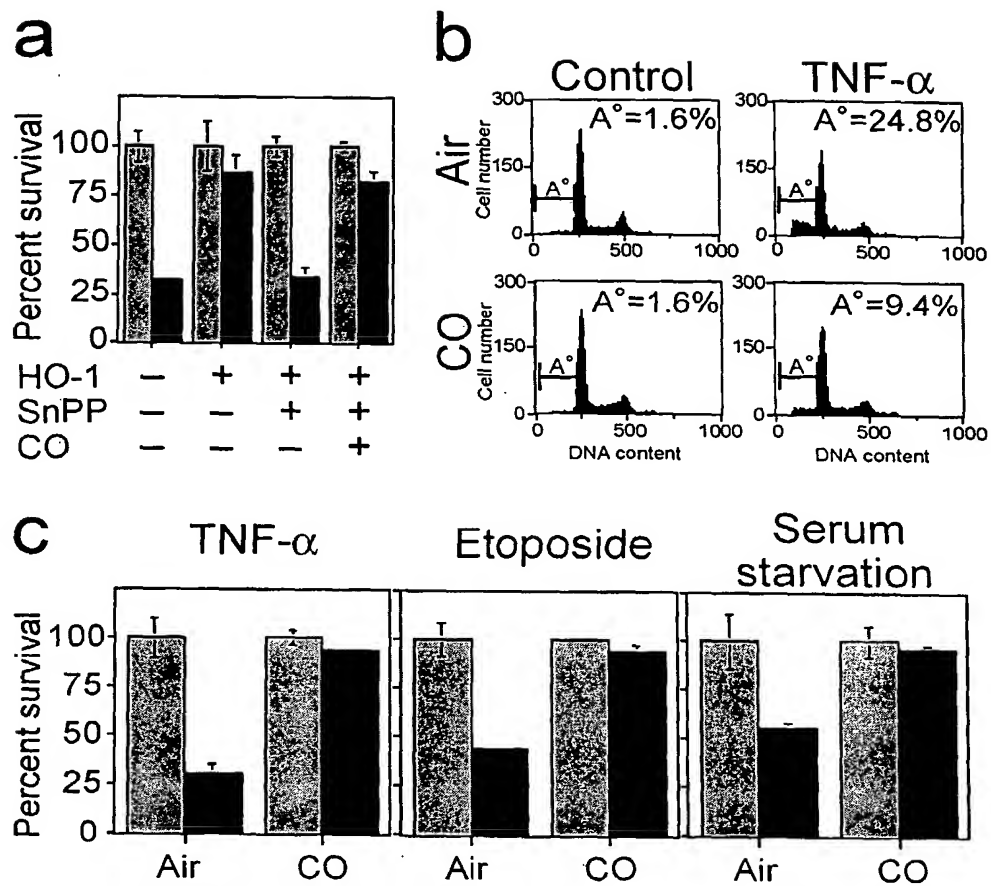 a
Percent survival
100
75
50
25
0
HO-1 – + + +
SnPP – – + +
CO – – – +
b
Control TNF-α
Air
Cell number
300
150
0
A°=1.6%
A°
0 500 1000
300
150
0
A°=24.8%
A°
0 500 1000
CO
Cell number
300
150
0
A°=1.6%
A°
0 500 1000
DNA content
300
150
0
A°=9.4%
A°
0 500 1000
DNA content
c
TNF-α
Etoposide
Serum
starvation
Percent survival
100
75
50
25
0
Air CO Air CO Air CO